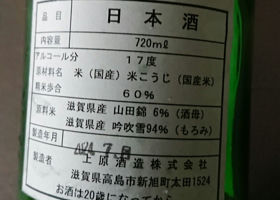 品目 日本酒
内容量 720mℓ
アルコール分 17度
原材料名 米(国産)米こうじ(国産米)
精米歩合 60%
原料米 滋賀県産 山田錦 6%(酒母)
滋賀県産 吟吹雪94%(もろみ)
製造年月
上原酒造株式会社
滋賀県高島市新旭町太田1524
お酒は20歳になってから